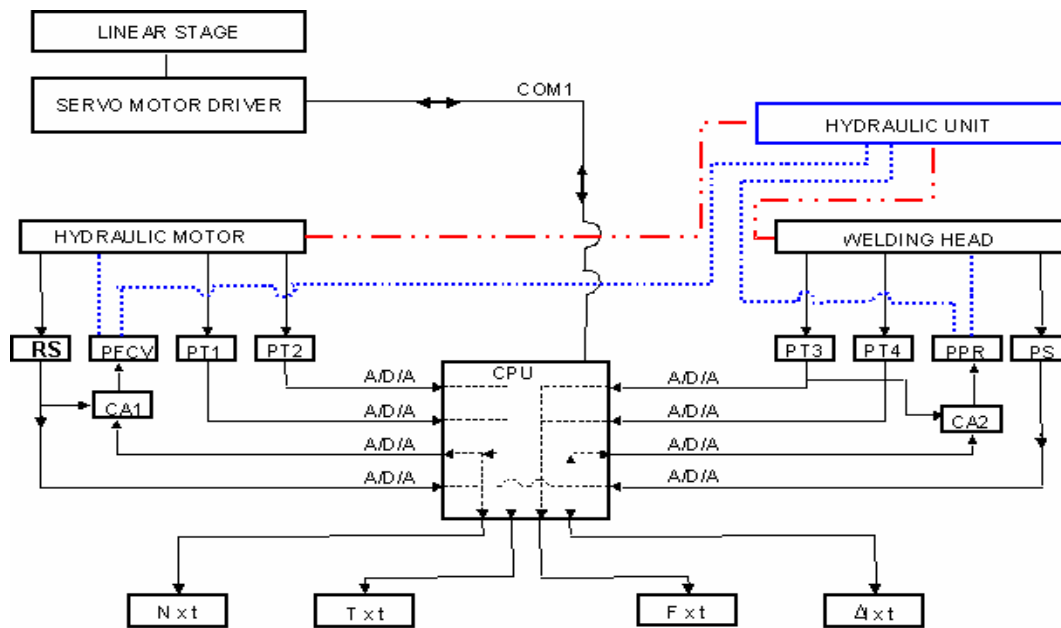 LINEAR STAGE
SERVO MOTOR DRIVER
COM1
HYDRAULIC UNIT
HYDRAULIC MOTOR
WELDING HEAD
RS
PFCV
PT1
PT2
PT3
PT4
PPR
PS
CPU
A/D/A
A/D/A
CA1
CA2
A/D/A
A/D/A
A/D/A
A/D/A
A/D/A
A/D/A
N x t
T x t
F x t
Δl x t